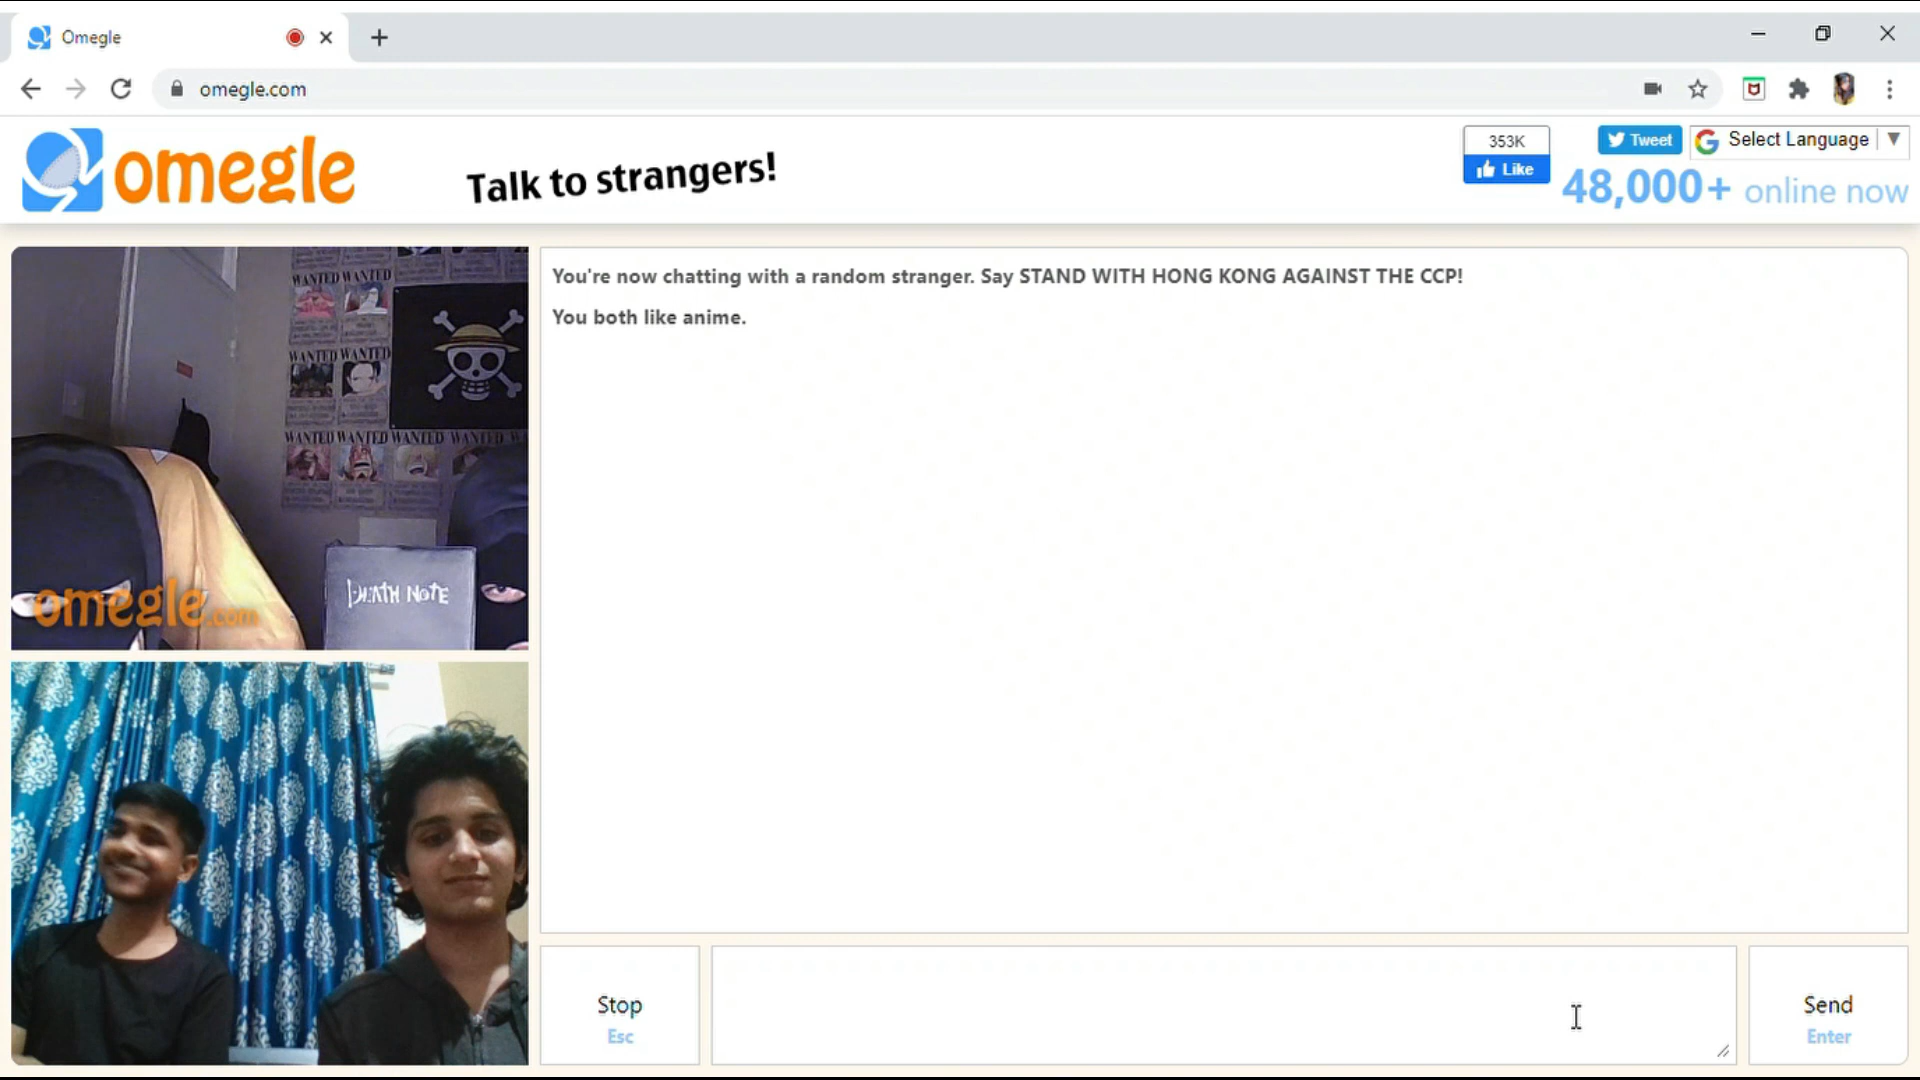 Omegle
omegle.com
omegle
Talk to strangers!
353K
Like
Tweet
Select Language
48,000+ online now
WANTED WANTED
WANTED WANTED
WANTED WANTED WANTED WANTED
DEATH NOTE
omegle.com
You're now chatting with a random stranger. Say STAND WITH HONG KONG AGAINST THE CCP!
You both like anime.
Stop
Esc
Send
Enter